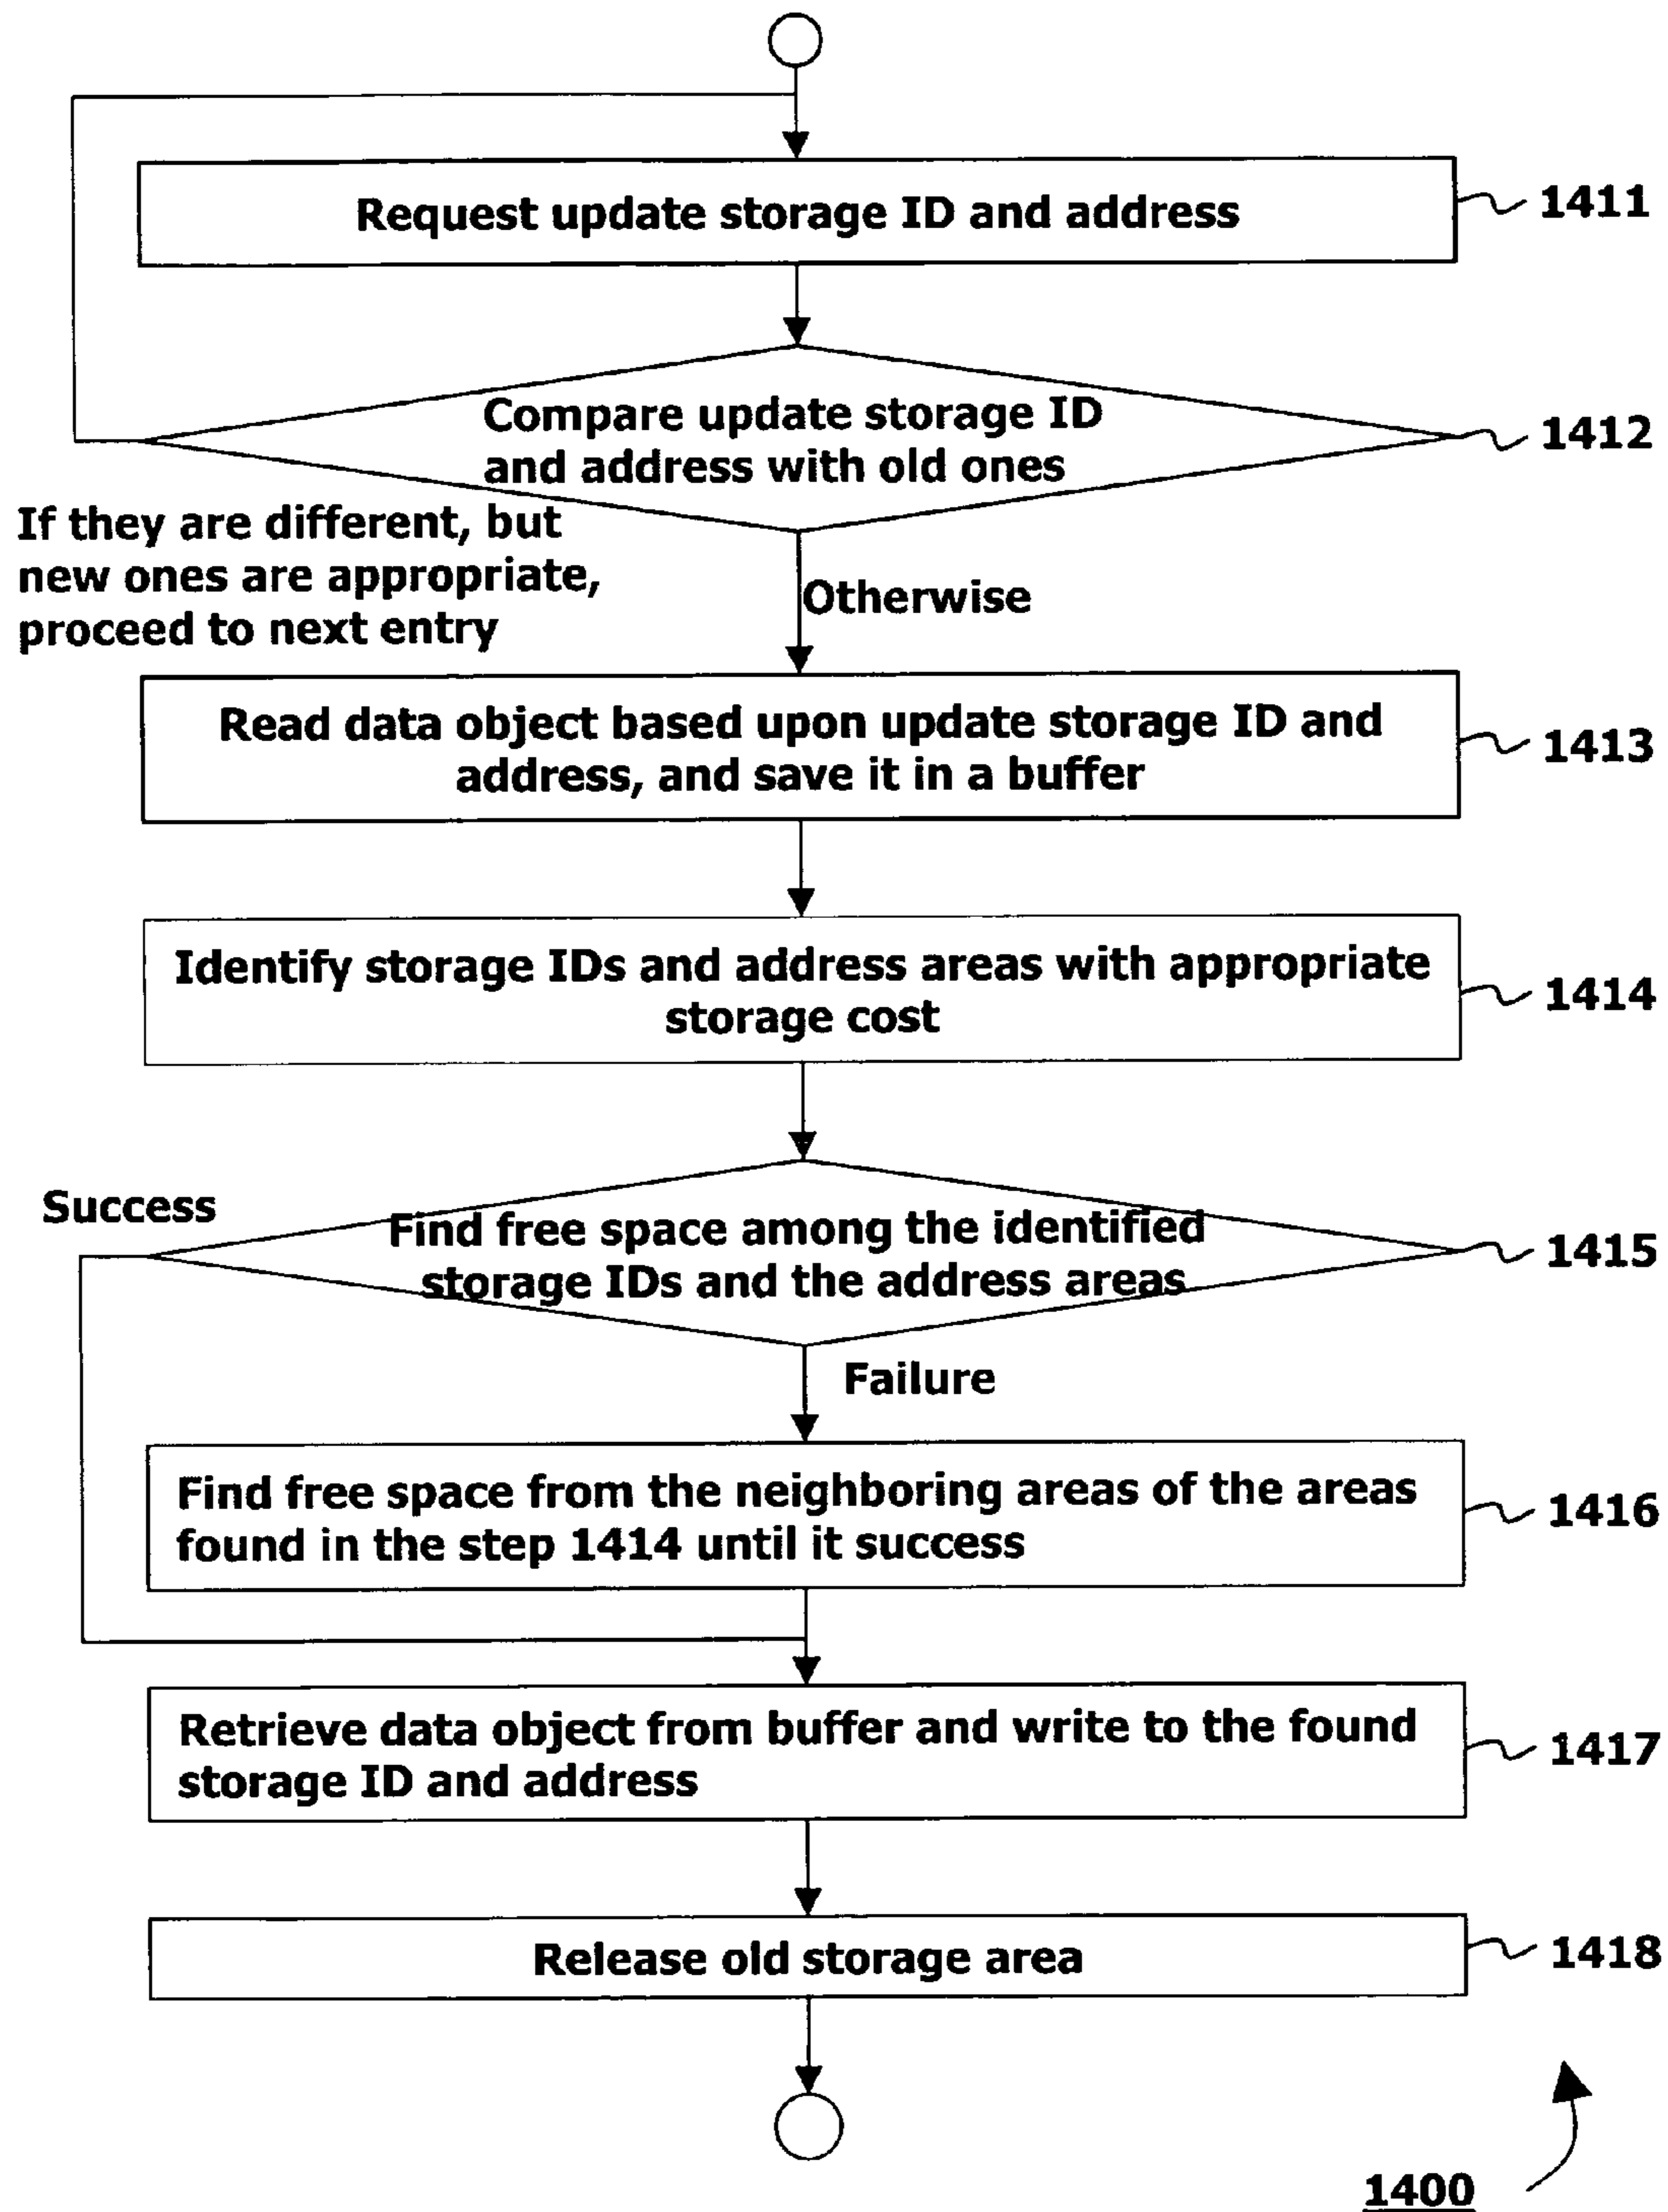 Request update storage ID and address
1411
Compare update storage ID
and address with old ones
1412
If they are different, but
new ones are appropriate,
proceed to next entry
Otherwise
Read data object based upon update storage ID and
address, and save it in a buffer
1413
Identify storage IDs and address areas with appropriate
storage cost
1414
Success
Find free space among the identified
storage IDs and the address areas
1415
Failure
Find free space from the neighboring areas of the areas
found in the step 1414 until it success
1416
Retrieve data object from buffer and write to the found
storage ID and address
1417
Release old storage area
1418
1400